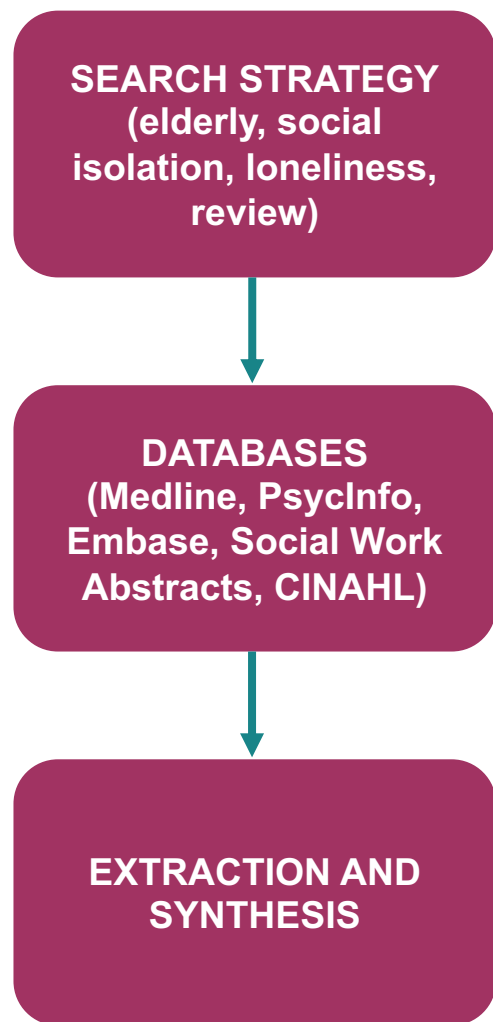 SEARCH STRATEGY
(elderly, social
isolation, loneliness,
review)
DATABASES
(Medline, PsycInfo,
Embase, Social Work
Abstracts, CINAHL)
EXTRACTION AND
SYNTHESIS